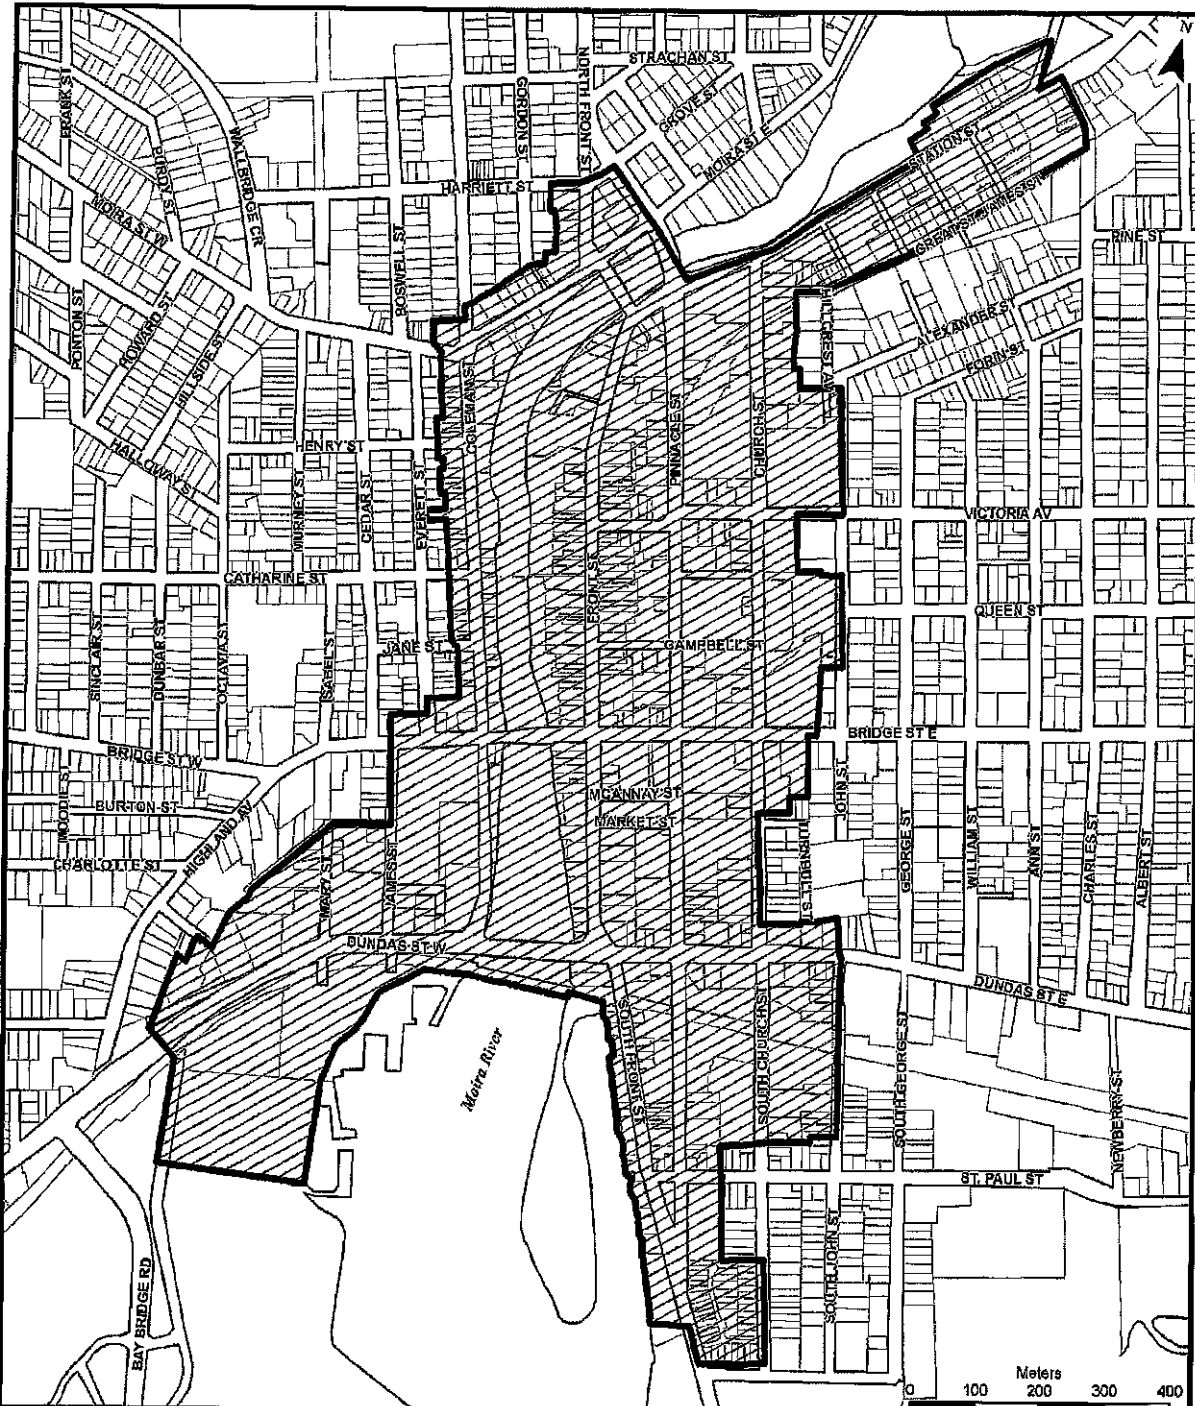 N
STRACHAN ST
FRANK ST
GORDON ST
NORTH FRONT ST
GROVE ST
MOIRA ST E
PURDY ST
WALLBRIDGE CR
STATION ST
HARRIETT ST
MOIRA ST W
GREAT ST JAMES ST
BOSWELL ST
PINE ST
PONTON ST
HOWARD ST
HILLSIDE ST
HILLCREST AV
ALEXANDER ST
FORIN ST
COLEMAN ST
PINNACLE ST
CHURCH ST
HENRY ST
HALLOWAY ST
MURNEY ST
CEDAR ST
EVERETT ST
VICTORIA AV
CATHARINE ST
FRONT ST
QUEEN ST
SINCLAIR ST
DUNBAR ST
OCTAVIA ST
ISABEL ST
JANE ST
CAMPBELL ST
BRIDGE ST W
BRIDGE ST E
MOODIE ST
BURTON ST
MCANNAY ST
MARKET ST
JOHN ST
HIGHLAND AV
CHARLOTTE ST
MARY ST
JAMES ST
TURNBULL ST
GEORGE ST
WILLIAM ST
ANN ST
CHARLES ST
ALBERT ST
DUNDAS ST W
DUNDAS ST E
SOUTH FRONT ST
SOUTH CHURCH ST
SOUTH GEORGE ST
Moira River
NEWBERRY ST
ST. PAUL ST
SOUTH JOHN ST
BAY BRIDGE RD
Meters
0 100 200 300 400